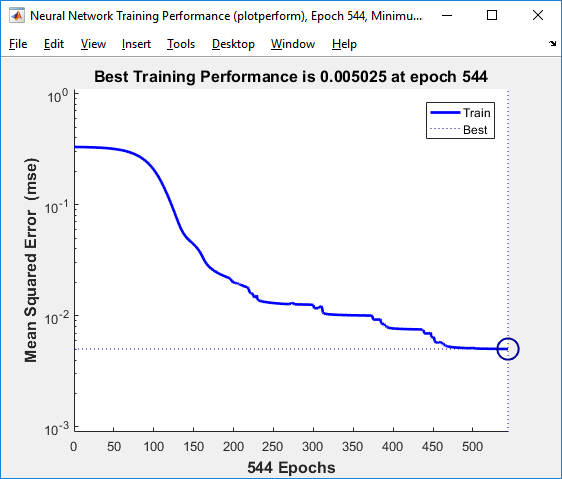 Neural Network Training Performance (plotperform), Epoch 544, Minimu...
File Edit View Insert Tools Desktop Window Help
Best Training Performance is 0.005025 at epoch 544
Train
Best
Mean Squared Error (mse)
10^0
10^-1
10^-2
10^-3
0 50 100 150 200 250 300 350 400 450 500
544 Epochs